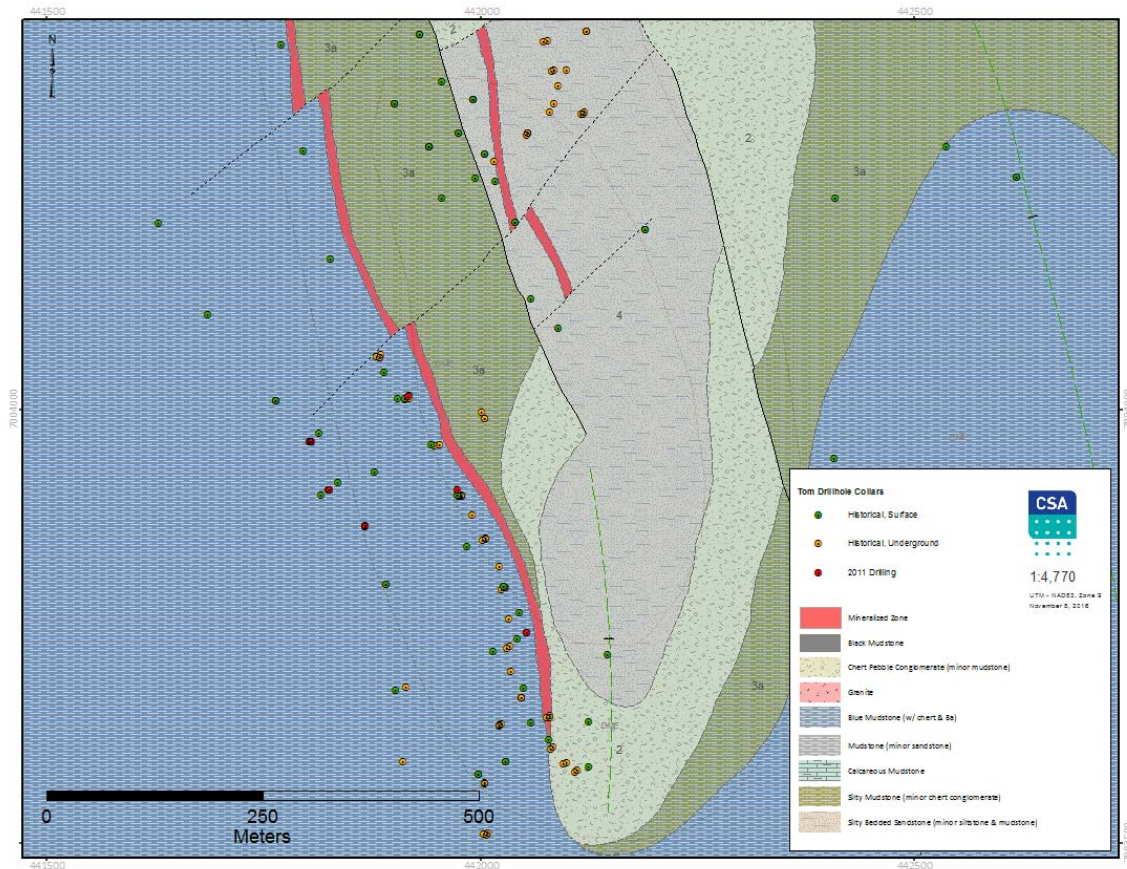 441500
442000
442500
N
2
3a
2
3a
3a
4
3a
7004000
7004000
3a
2
Tom Drillhole Collars
Historical, Surface
Historical, Underground
2011 Drilling
CSA
1:4,770
UTM - NAD83, Zone 9
November 5, 2016
Mineralized Zone
Black Mudstone
Chert Pebble Conglomerate (minor mudstone)
Granite
Blue Mudstone (w/ chert & Ba)
Mudstone (minor sandstone)
Calcareous Mudstone
Silty Mudstone (minor chert conglomerate)
Silty Bedded Sandstone (minor siltstone & mudstone)
0
250
500
Meters
441500
442000
442500